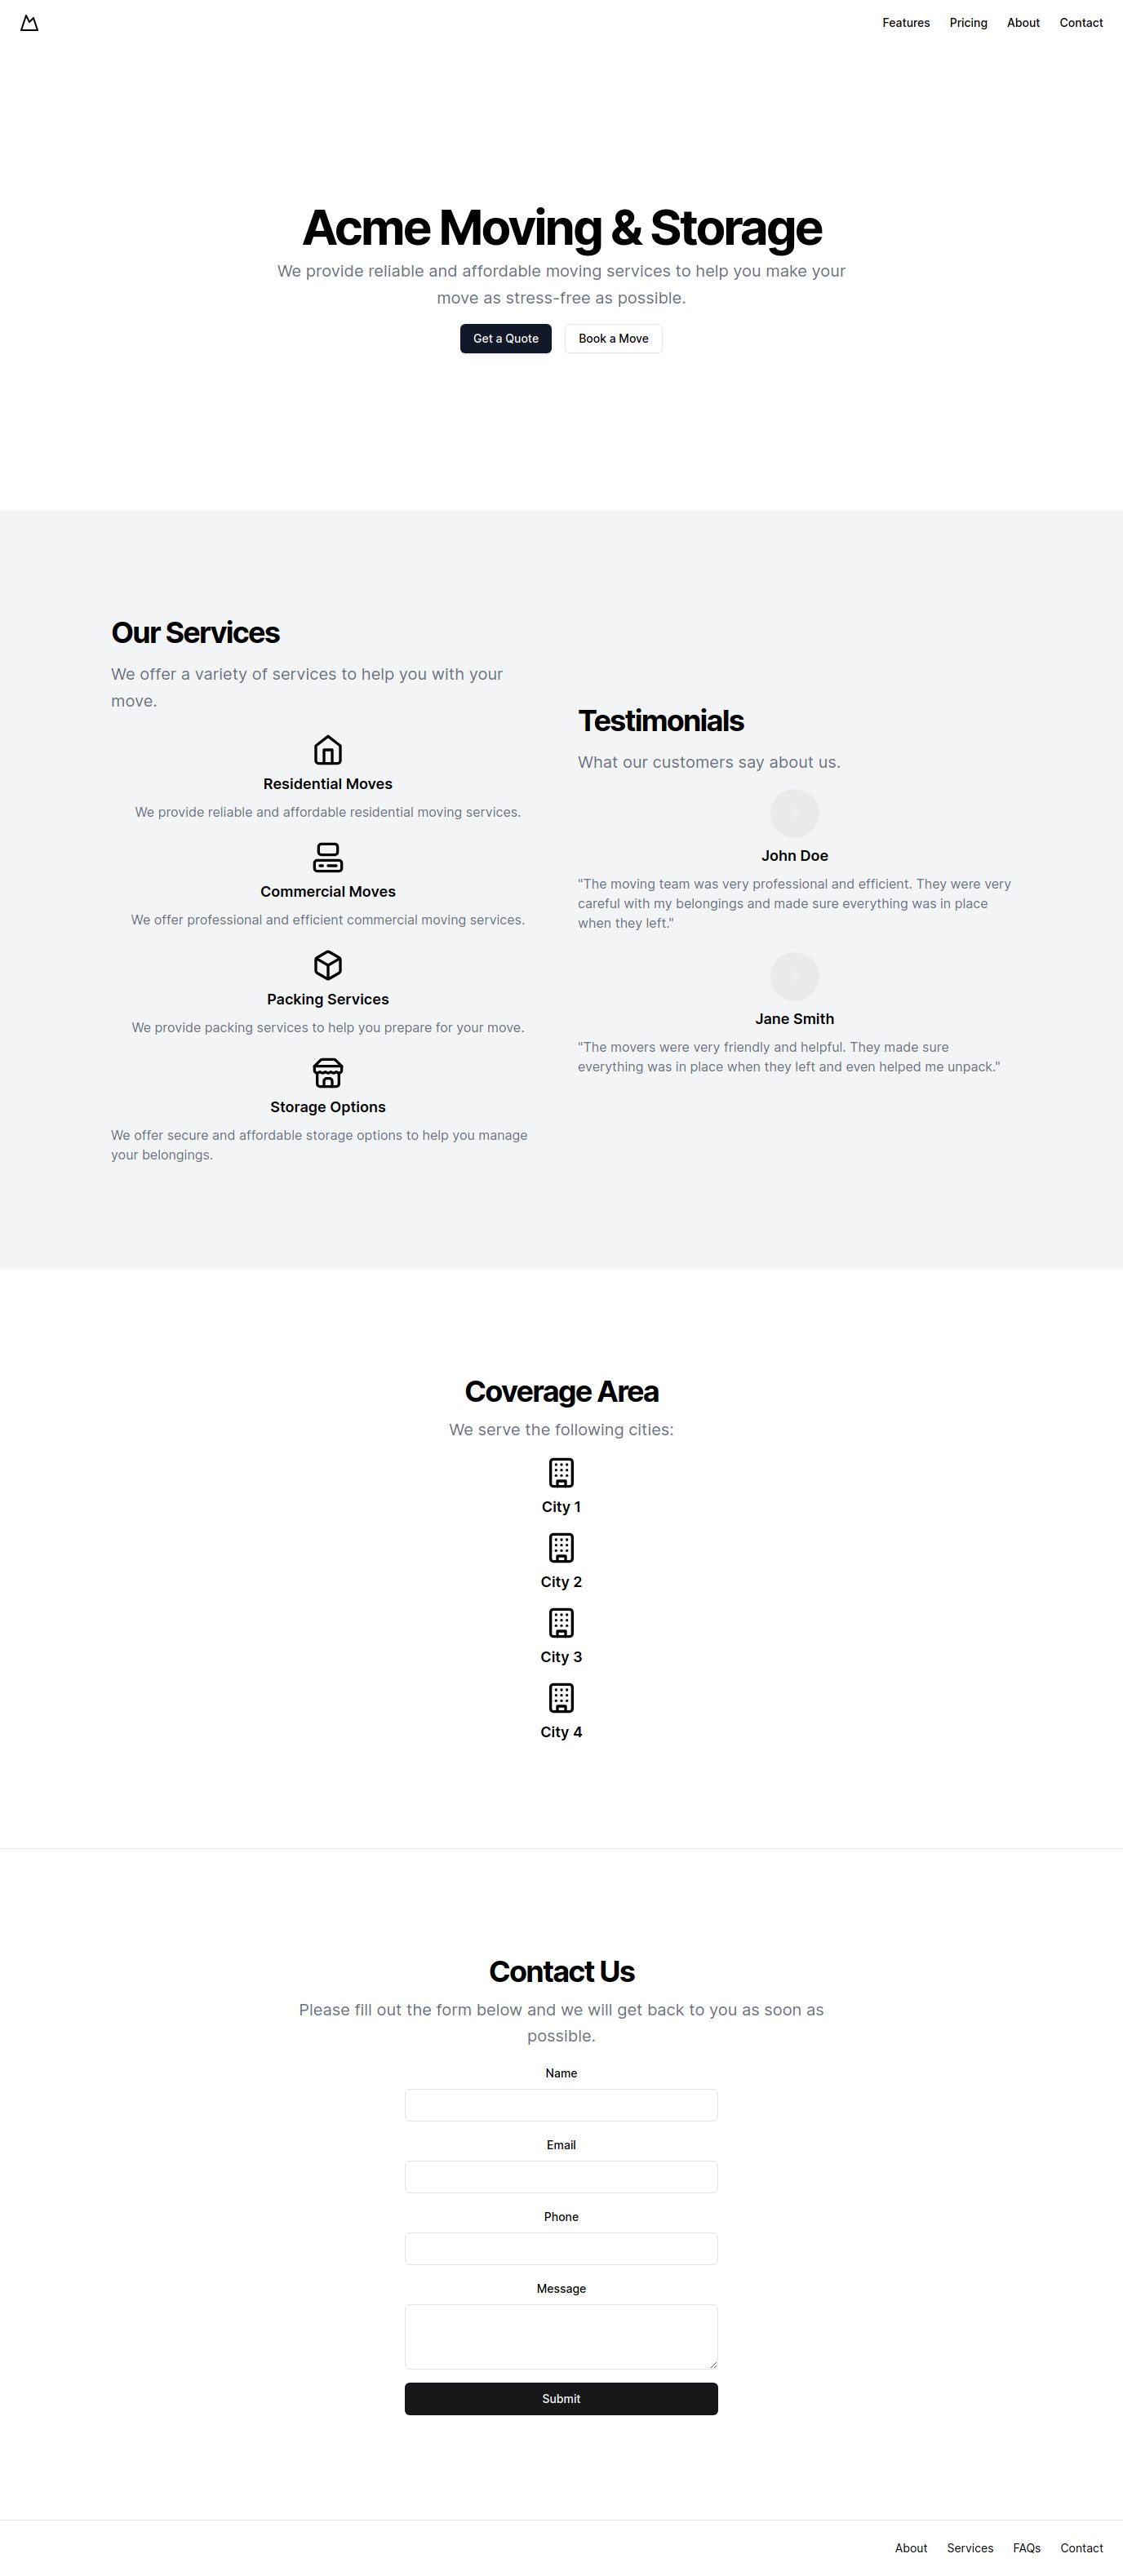 Features
Pricing
About
Contact
Acme Moving & Storage
We provide reliable and affordable moving services to help you make your
move as stress-free as possible.
Get a Quote
Book a Move
Our Services
We offer a variety of services to help you with your
move.
Residential Moves
We provide reliable and affordable residential moving services.
Commercial Moves
We offer professional and efficient commercial moving services.
Packing Services
We provide packing services to help you prepare for your move.
Storage Options
We offer secure and affordable storage options to help you manage
your belongings.
Testimonials
What our customers say about us.
John Doe
"The moving team was very professional and efficient. They were very
careful with my belongings and made sure everything was in place
when they left."
Jane Smith
"The movers were very friendly and helpful. They made sure
everything was in place when they left and even helped me unpack."
Coverage Area
We serve the following cities:
City 1
City 2
City 3
City 4
Contact Us
Please fill out the form below and we will get back to you as soon as
possible.
Name
Email
Phone
Message
Submit
About
Services
FAQs
Contact